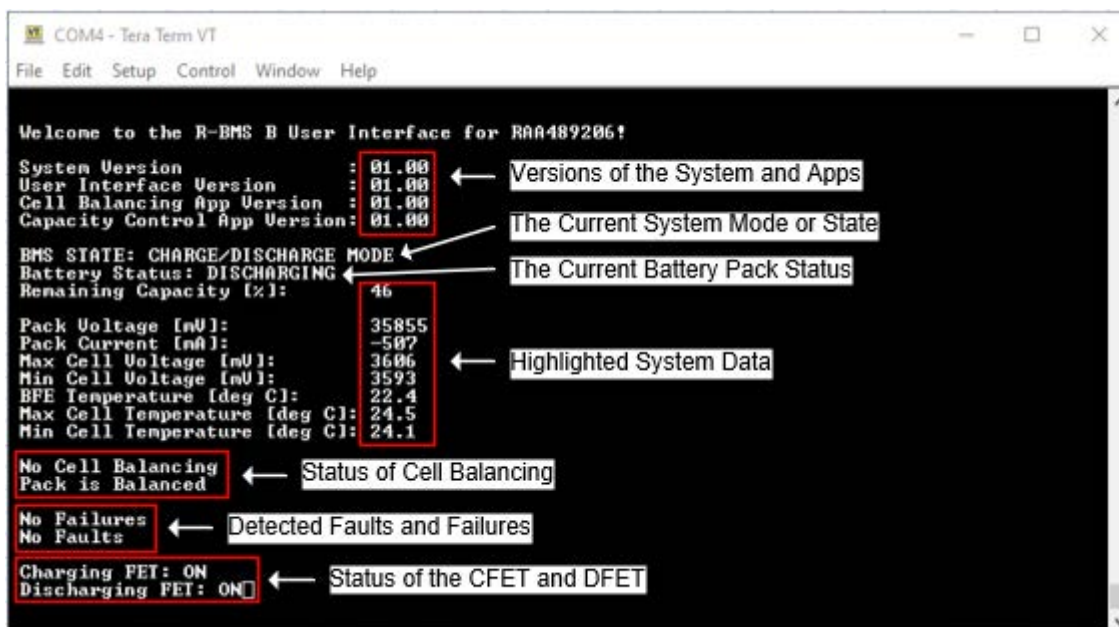 COM4 - Tera Term VT
File Edit Setup Control Window Help
Welcome to the R-BMS B User Interface for RAA489206!
System Version : 01.00
User Interface Version : 01.00
Cell Balancing App Version : 01.00
Capacity Control App Version: 01.00
Versions of the System and Apps
The Current System Mode or State
BMS STATE: CHARGE/DISCHARGE MODE
Battery Status: DISCHARGING
The Current Battery Pack Status
Remaining Capacity [%]: 46
Pack Voltage [mV]: 35855
Pack Current [mA]: -507
Max Cell Voltage [mV]: 3606
Min Cell Voltage [mV]: 3593
BFE Temperature [deg C]: 22.4
Max Cell Temperature [deg C]: 24.5
Min Cell Temperature [deg C]: 24.1
Highlighted System Data
No Cell Balancing
Pack is Balanced
Status of Cell Balancing
No Failures
No Faults
Detected Faults and Failures
Charging FET: ON
Discharging FET: ON
Status of the CFET and DFET